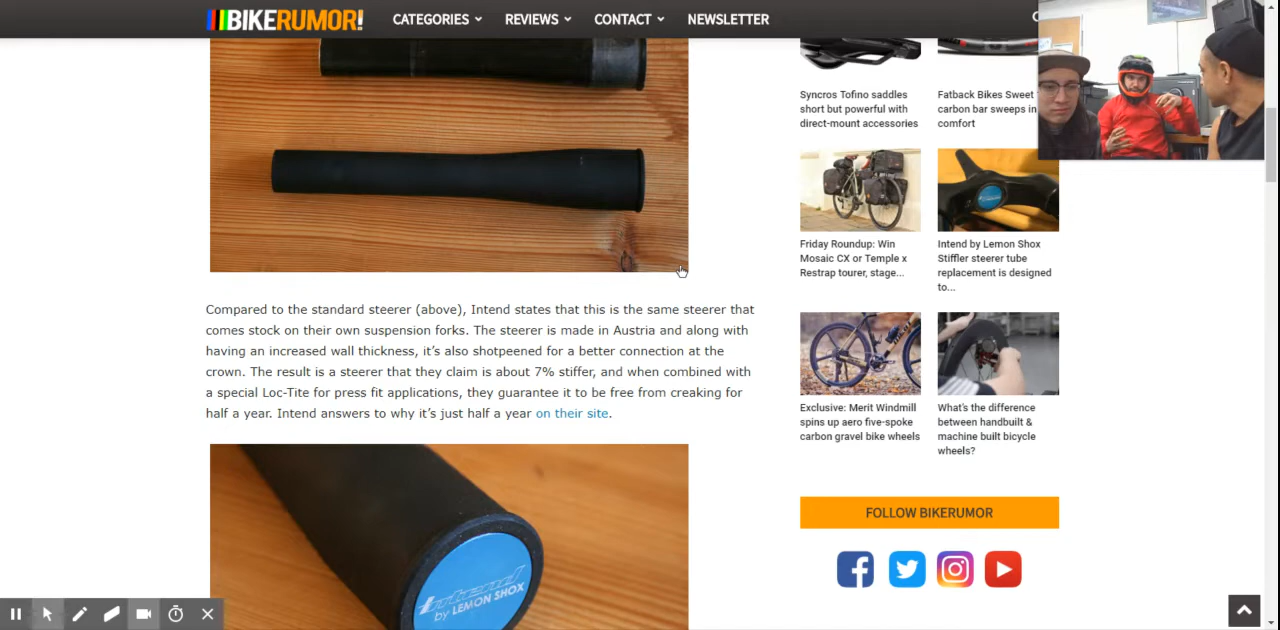 BIKERUMOR!
CATEGORIES
REVIEWS
CONTACT
NEWSLETTER
Syncros Tofino saddles
short but powerful with
direct-mount accessories
Fatback Bikes Sweet
carbon bar sweeps in
comfort
Friday Roundup: Win
Mosaic CX or Temple x
Restrap tourer, stage...
Intend by Lemon Shox
Stiffler steerer tube
replacement is designed
to...
Compared to the standard steerer (above), Intend states that this is the same steerer that
comes stock on their own suspension forks. The steerer is made in Austria and along with
having an increased wall thickness, it's also shotpeened for a better connection at the
crown. The result is a steerer that they claim is about 7% stiffer, and when combined with
a special Loc-Tite for press fit applications, they guarantee it to be free from creaking for
half a year. Intend answers to why it's just half a year on their site.
Exclusive: Merit Windmill
spins up aero five-spoke
carbon gravel bike wheels
What's the difference
between handbuilt &
machine built bicycle
wheels?
intend
by LEMON SHOX
FOLLOW BIKERUMOR